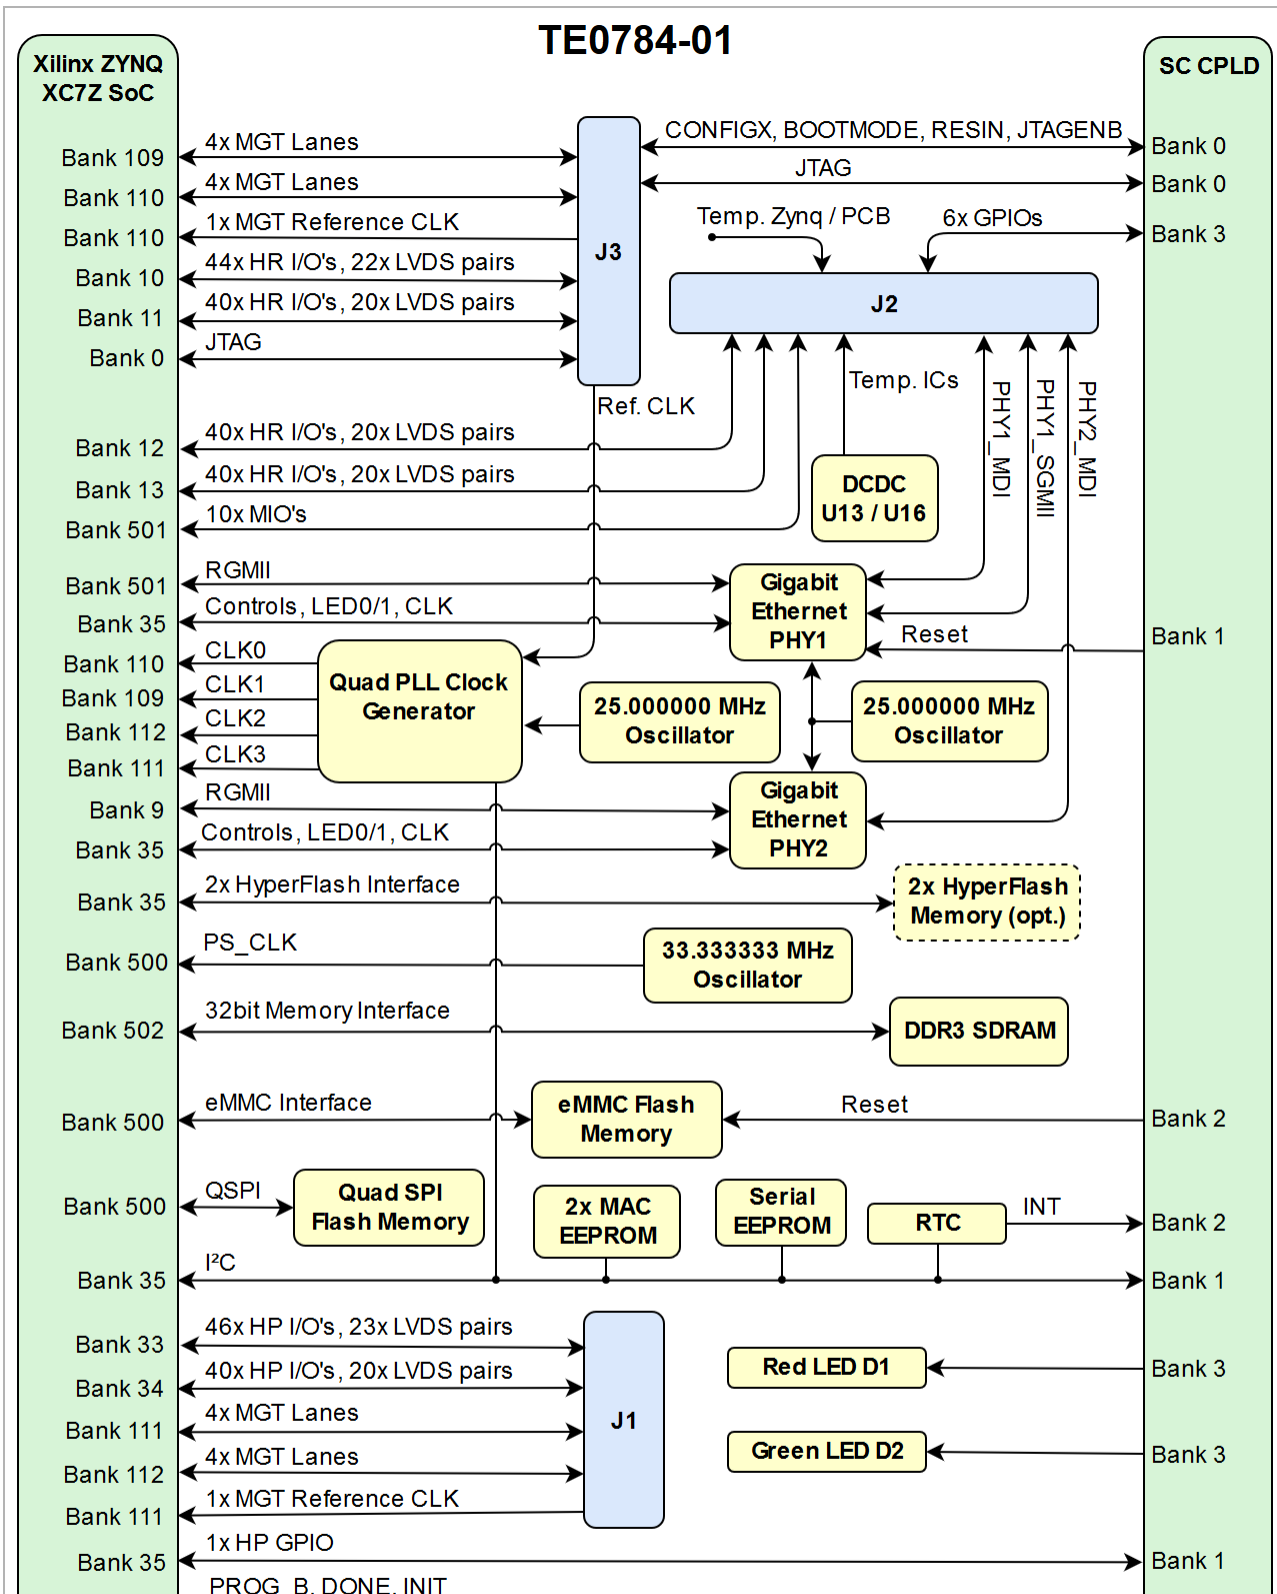 TE0784-01
Xilinx ZYNQ
XC7Z SoC
SC CPLD
Bank 109
4x MGT Lanes
Bank 110
4x MGT Lanes
Bank 110
1x MGT Reference CLK
Bank 10
44x HR I/O's, 22x LVDS pairs
Bank 11
40x HR I/O's, 20x LVDS pairs
Bank 0
JTAG
J3
CONFIGX, BOOTMODE, RESIN, JTAGENB
Bank 0
JTAG
Bank 0
Temp. Zynq / PCB
6x GPIOs
Bank 3
J2
Ref. CLK
Temp. ICs
PHY1_MDI
PHY1_SGMII
PHY2_MDI
Bank 12
40x HR I/O's, 20x LVDS pairs
Bank 13
40x HR I/O's, 20x LVDS pairs
Bank 501
10x MIO's
DCDC
U13 / U16
Bank 501
RGMII
Bank 35
Controls, LED0/1, CLK
Gigabit
Ethernet
PHY1
Reset
Bank 1
Bank 110
CLK0
Bank 109
CLK1
Bank 112
CLK2
Bank 111
CLK3
Quad PLL Clock
Generator
25.000000 MHz
Oscillator
25.000000 MHz
Oscillator
Bank 9
RGMII
Bank 35
Controls, LED0/1, CLK
Gigabit
Ethernet
PHY2
Bank 35
2x HyperFlash Interface
2x HyperFlash
Memory (opt.)
Bank 500
PS_CLK
33.333333 MHz
Oscillator
Bank 502
32bit Memory Interface
DDR3 SDRAM
Bank 500
eMMC Interface
eMMC Flash
Memory
Reset
Bank 2
Bank 500
QSPI
Quad SPI
Flash Memory
2x MAC
EEPROM
Serial
EEPROM
RTC
INT
Bank 2
Bank 35
I²C
Bank 1
Bank 33
46x HP I/O's, 23x LVDS pairs
Bank 34
40x HP I/O's, 20x LVDS pairs
Bank 111
4x MGT Lanes
Bank 112
4x MGT Lanes
Bank 111
1x MGT Reference CLK
J1
Red LED D1
Bank 3
Green LED D2
Bank 3
Bank 35
1x HP GPIO
Bank 1
PROG_B, DONE, INIT